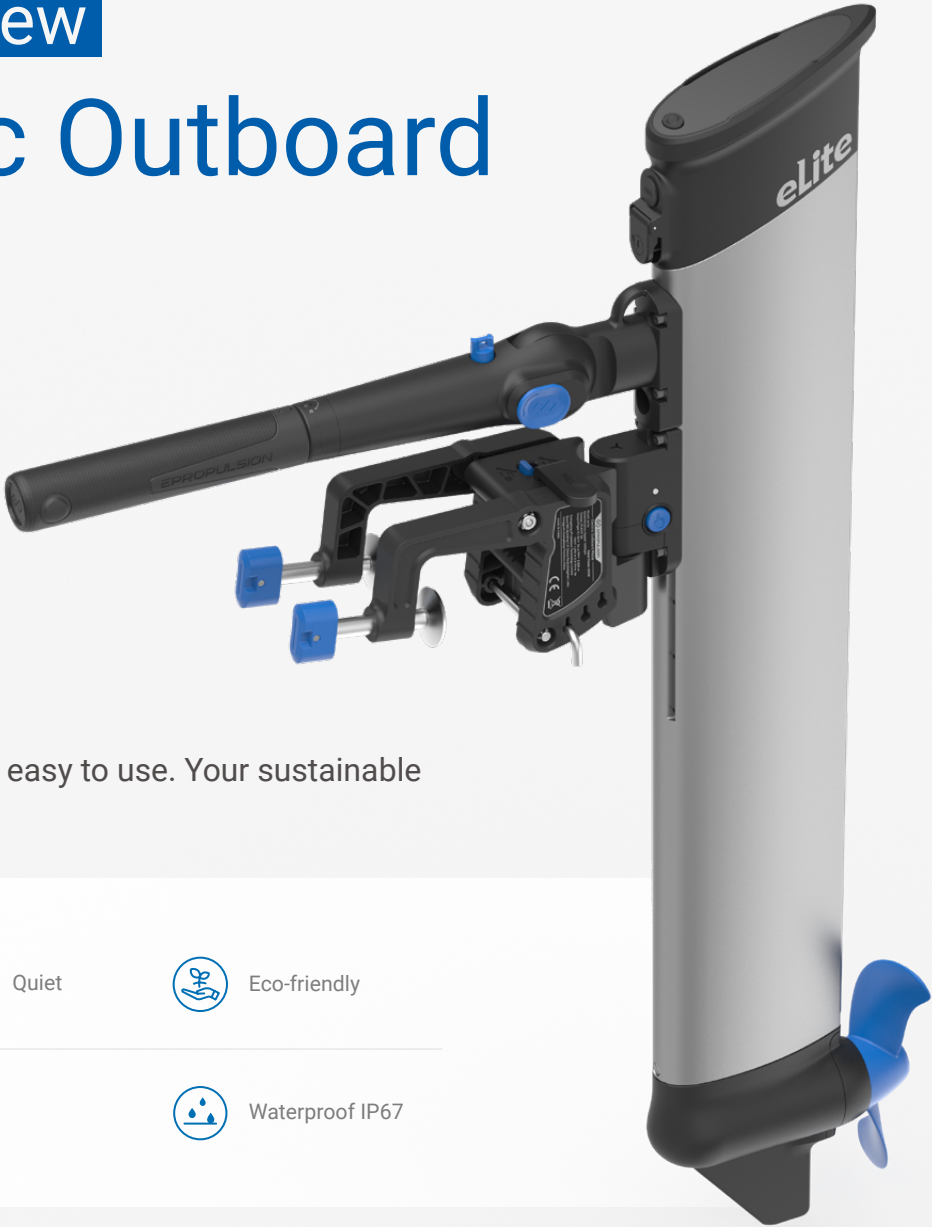 ew
c Outboard
eLite
EPROPULSION
easy to use. Your sustainable
Quiet
Eco-friendly
Waterproof IP67